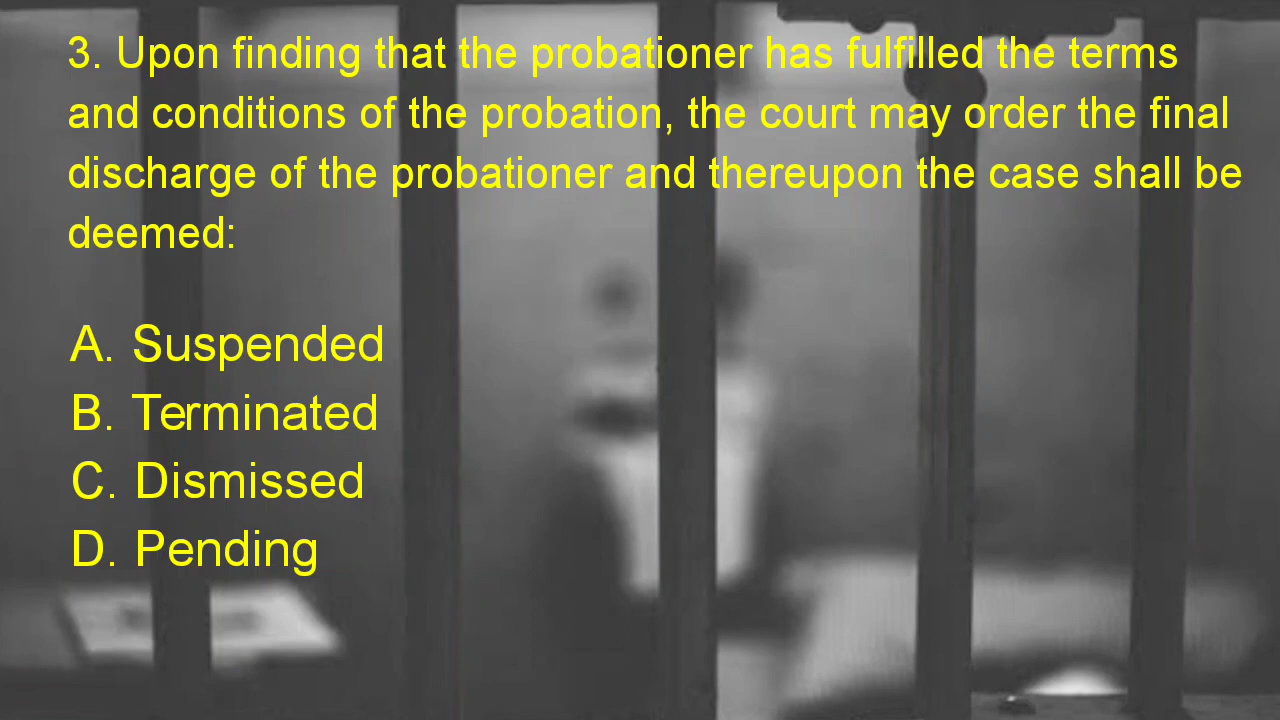 3. Upon finding that the probationer has fulfilled the terms
and conditions of the probation, the court may order the final
discharge of the probationer and thereupon the case shall be
deemed:
A. Suspended
B. Terminated
C. Dismissed
D. Pending